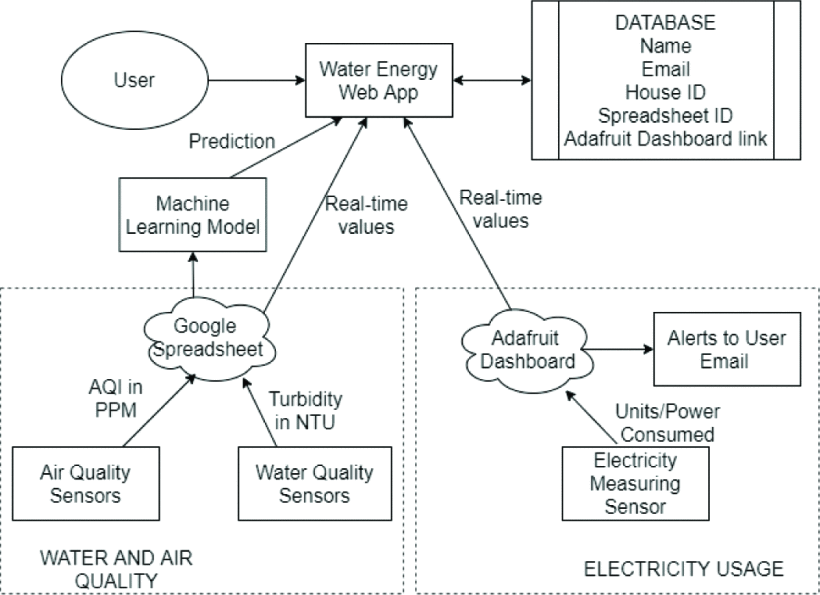 User
Water Energy
Web App
DATABASE
Name
Email
House ID
Spreadsheet ID
Adafruit Dashboard link
Prediction
Machine
Learning Model
Real-time
values
Real-time
values
Google
Spreadsheet
Adafruit
Dashboard
Alerts to User
Email
AQI in
PPM
Turbidity
in NTU
Units/Power
Consumed
Air Quality
Sensors
Water Quality
Sensors
Electricity
Measuring
Sensor
WATER AND AIR
QUALITY
ELECTRICITY USAGE